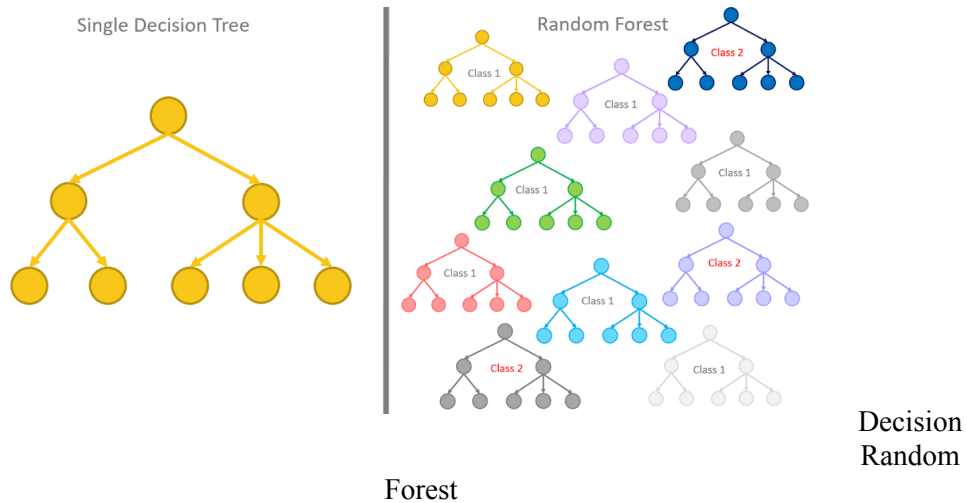 Single Decision Tree
Random Forest
Class 1
Class 2
Class 1
Class 1
Class 1
Class 1
Class 2
Class 1
Class 2
Class 1
Decision
Random
Forest